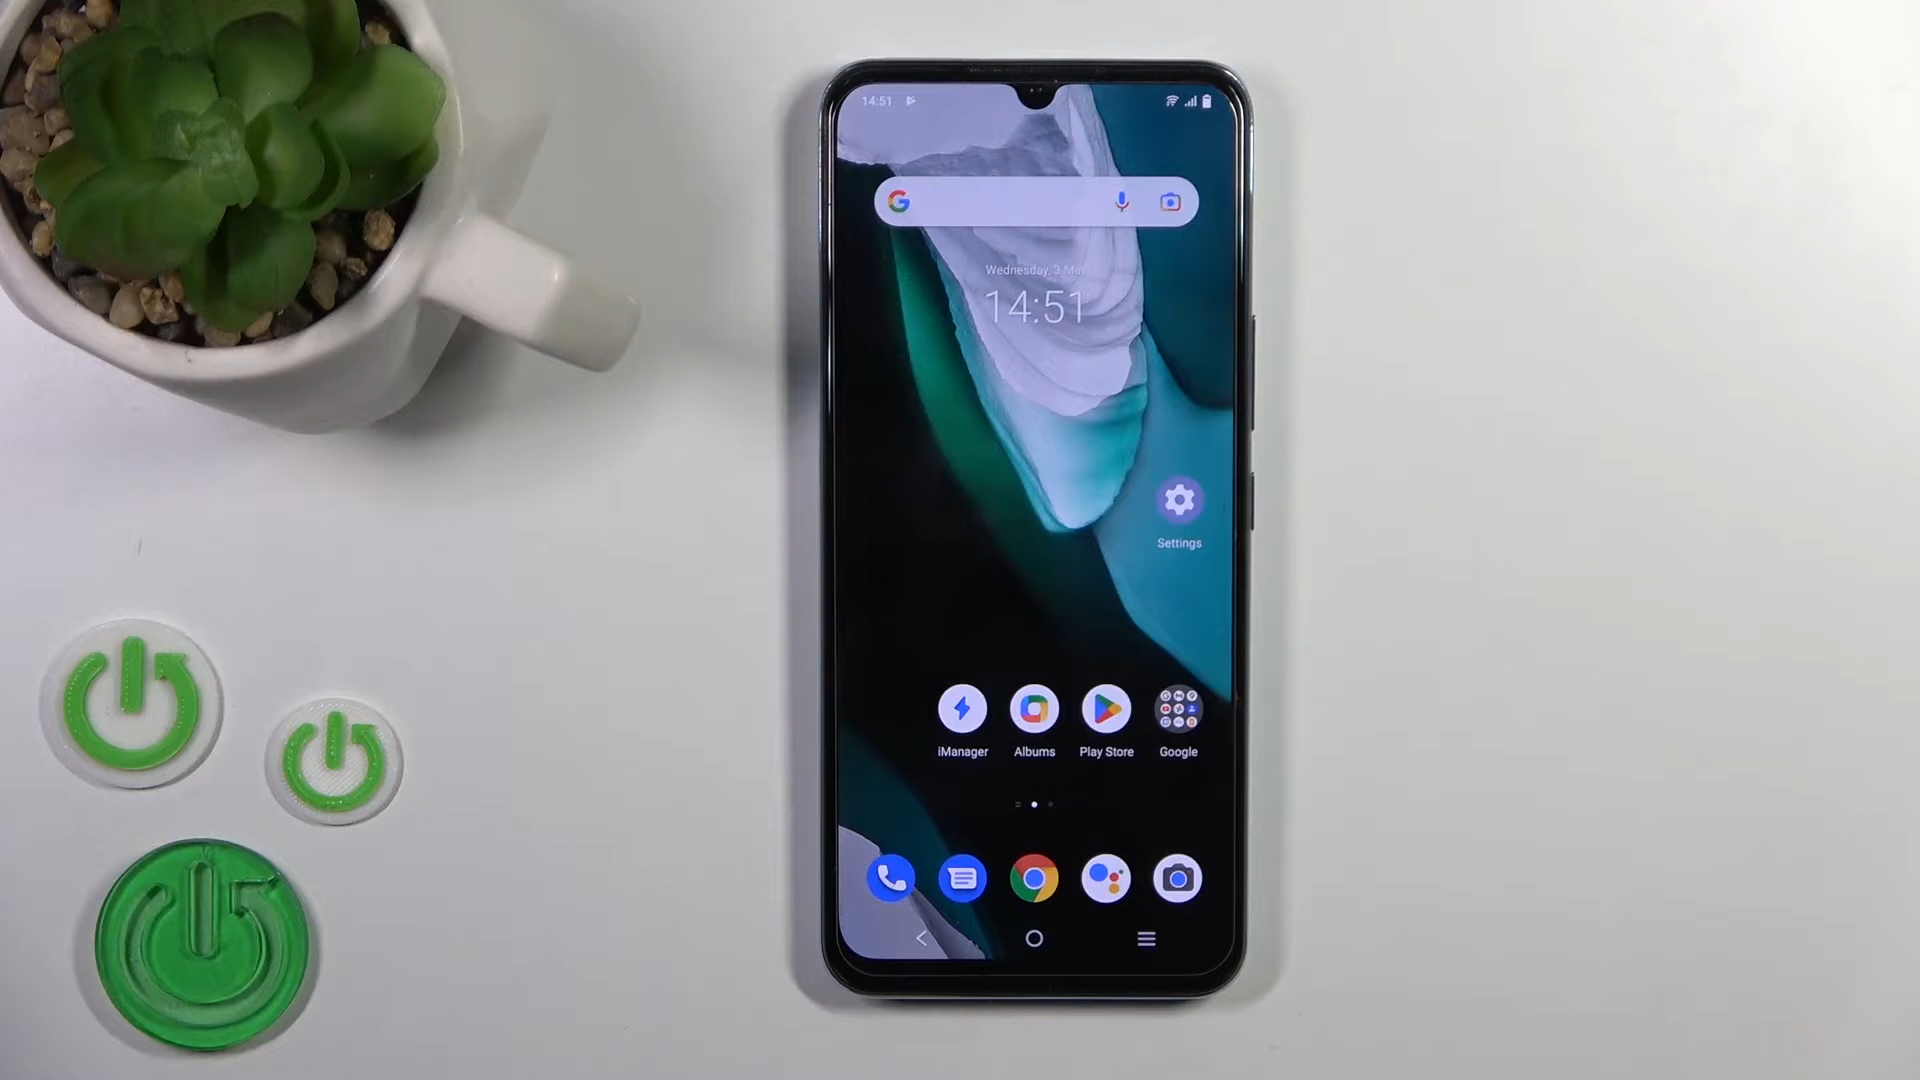 14:51
Wednesday, 3 May
14:51
Settings
iManager
Albums
Play Store
Google